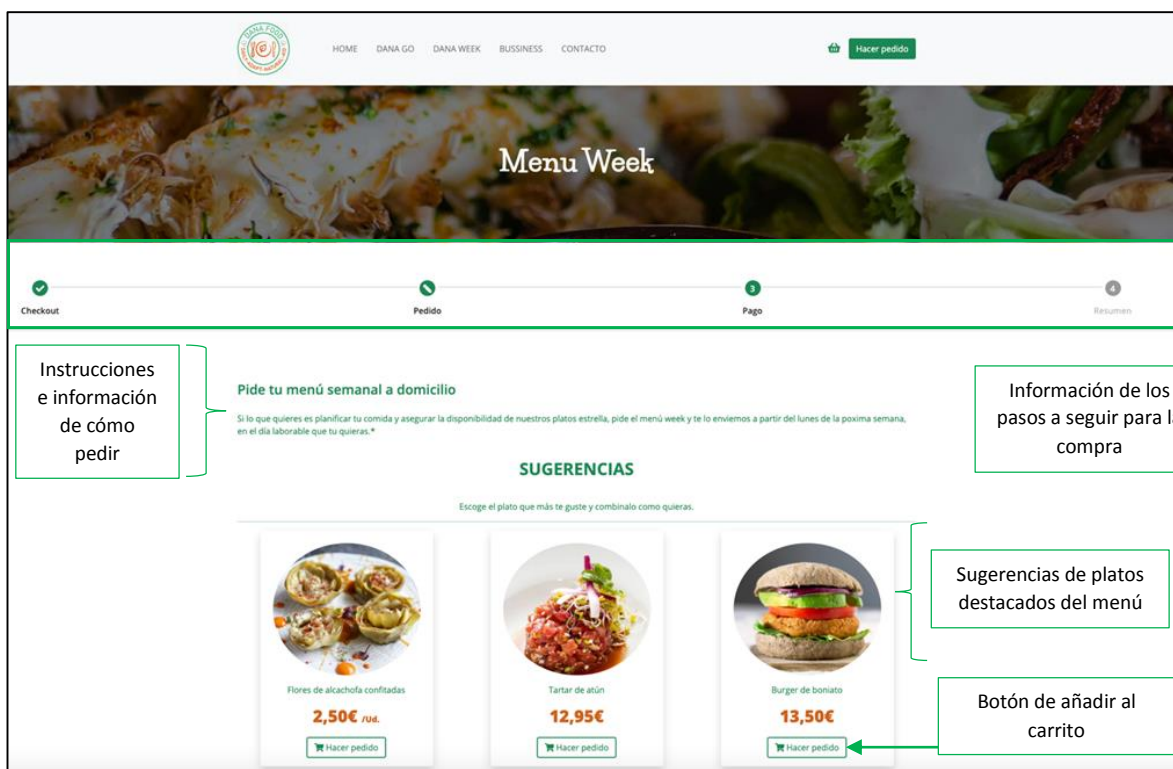 DANA FOOD
HOME DANA GO DANA WEEK BUSSINESS CONTACTO
Hacer pedido
Menu Week
3
4
Checkout
Pedido
Pago
Resumen
Instrucciones
e información
de cómo
pedir
Pide tu menú semanal a domicilio
Si lo que quieres es planificar tu comida y asegurar la disponibilidad de nuestros platos estrella, pide el menú week y te lo enviemos a partir del lunes de la poxima semana,
en el día laborable que tu quieras.*
Información de los
pasos a seguir para la
compra
SUGERENCIAS
Escoge el plato que más te guste y combinalo como quieras.
Sugerencias de platos
destacados del menú
Flores de alcachofa confitadas
2,50€ /Ud.
Hacer pedido
Tartar de atún
12,95€
Hacer pedido
Burger de boniato
13,50€
Hacer pedido
Botón de añadir al
carrito